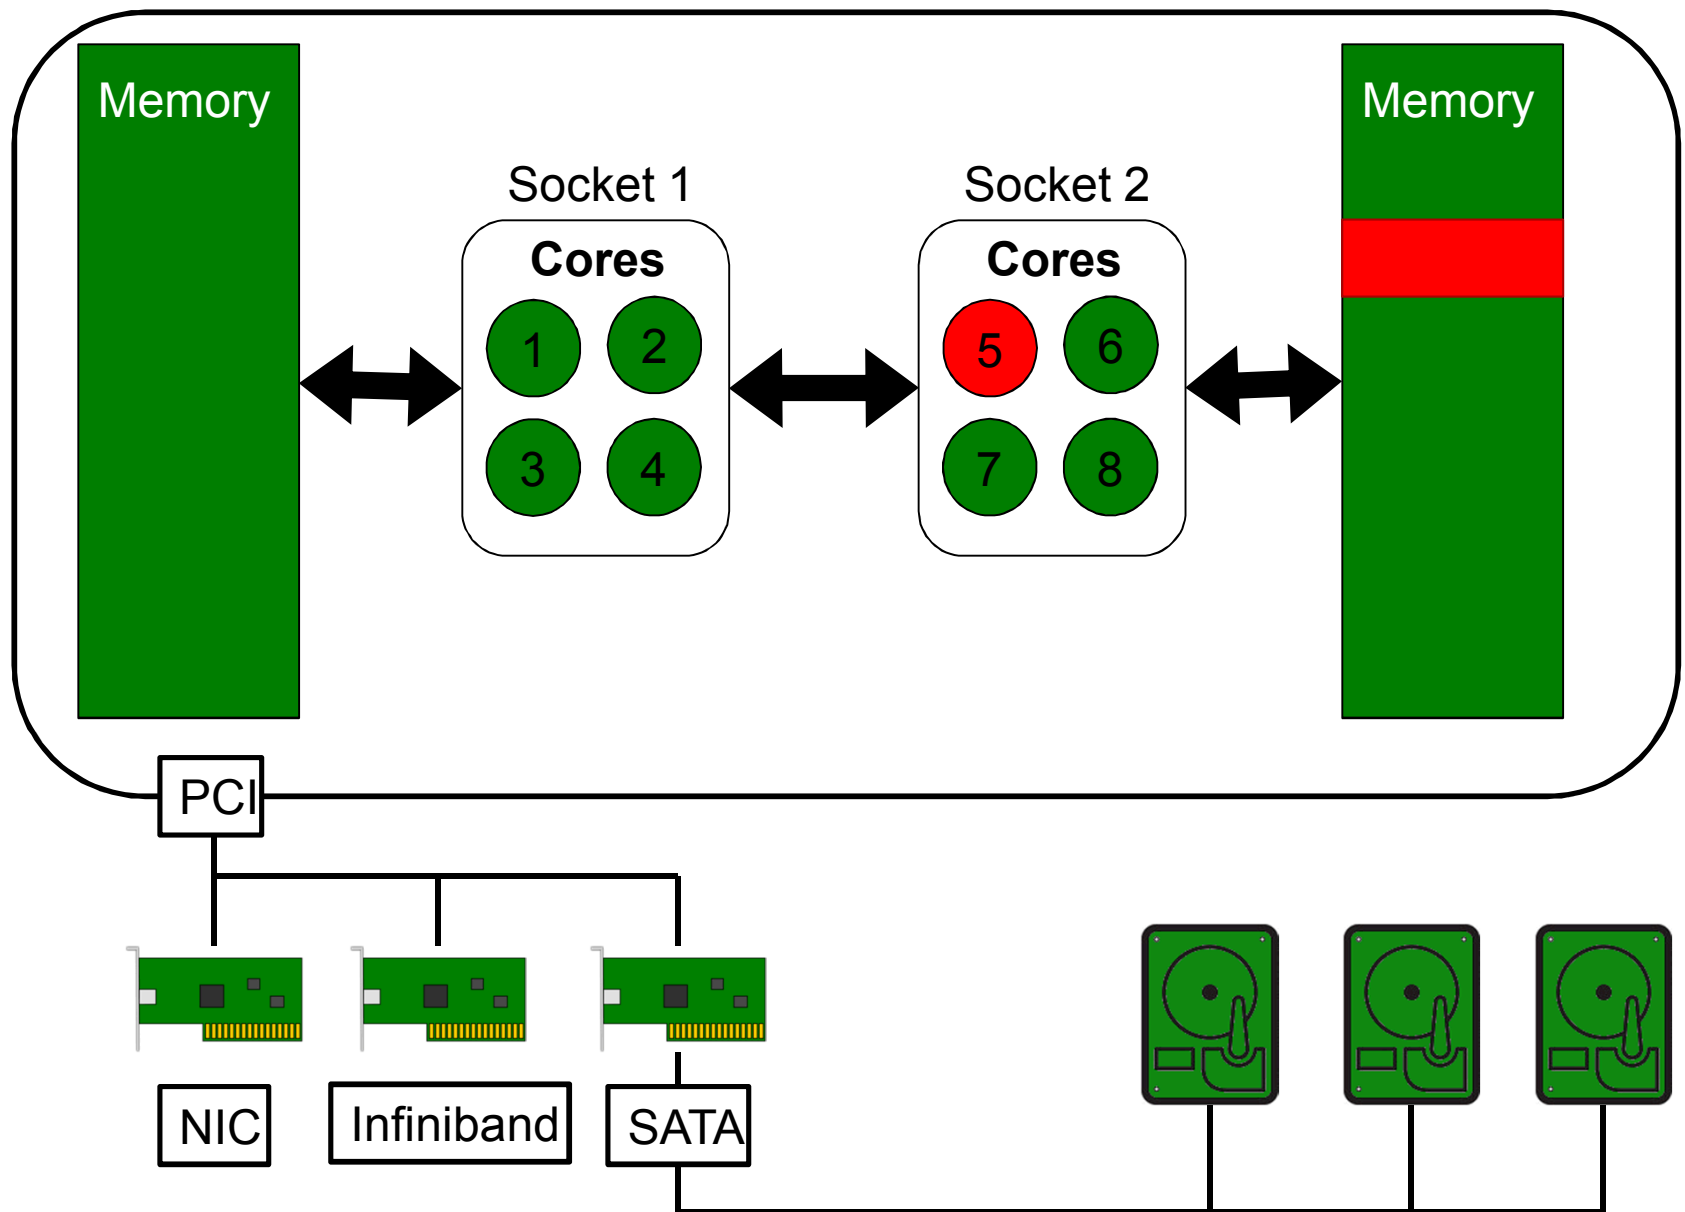 Memory
Memory
Socket 1
Socket 2
Cores
Cores
1 2
5 6
3 4
7 8
PCI
NIC
Infiniband
SATA